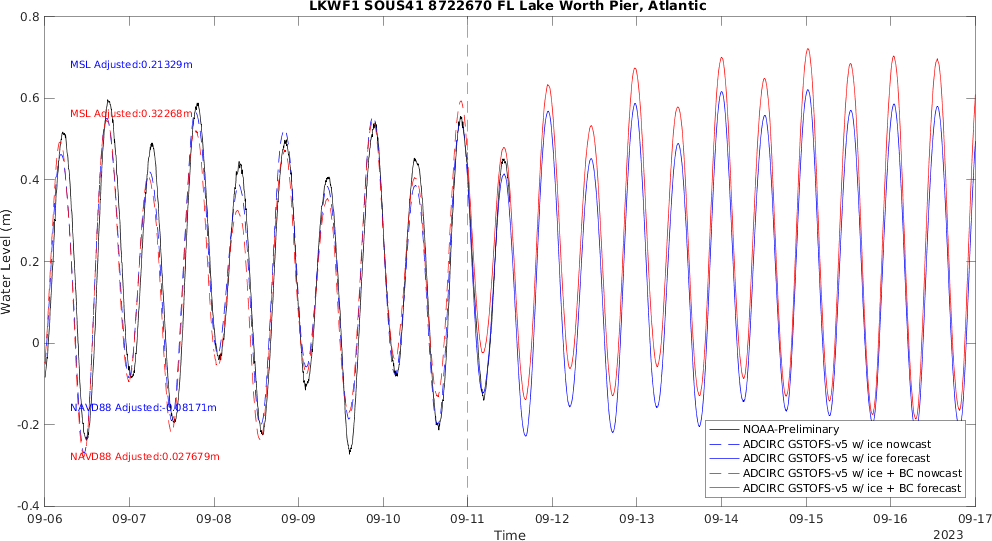 LKWF1 SOUS41 8722670 FL Lake Worth Pier, Atlantic
0.8
0.6
0.4
0.2
0
-0.2
-0.4
Water Level (m)
MSL Adjusted:0.21329m
MSL Adjusted:0.32268m
NAVD88 Adjusted:-0.08171m
NAVD88 Adjusted:0.027679m
NOAA-Preliminary
ADCIRC GSTOFS-v5 w/ ice nowcast
ADCIRC GSTOFS-v5 w/ ice forecast
ADCIRC GSTOFS-v5 w/ ice + BC nowcast
ADCIRC GSTOFS-v5 w/ ice + BC forecast
09-06 09-07 09-08 09-09 09-10 09-11 09-12 09-13 09-14 09-15 09-16 09-17
Time
2023